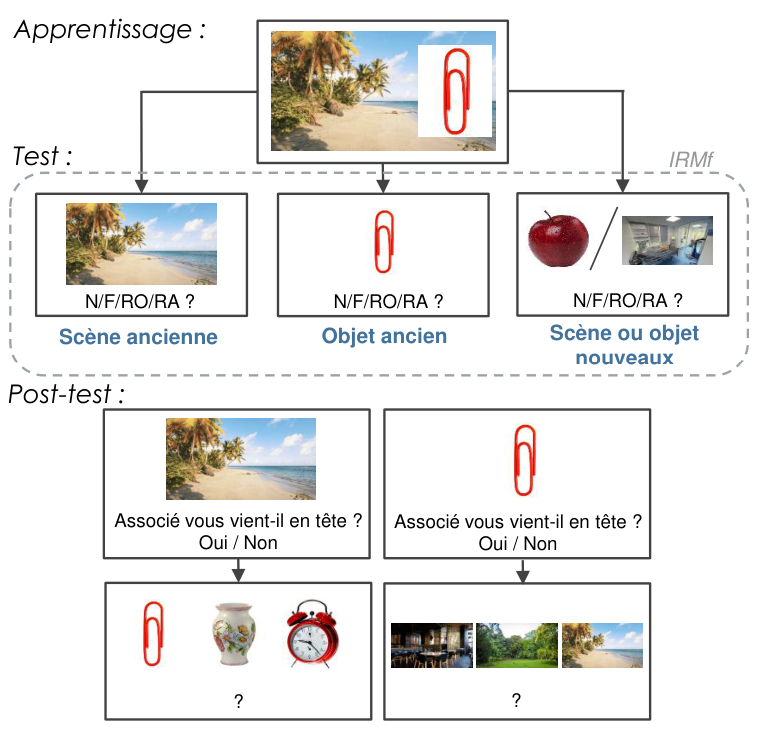 Apprentissage :
Test :
IRMf
N/F/RO/RA ?
N/F/RO/RA ?
N/F/RO/RA ?
Scène ancienne
Objet ancien
Scène ou objet
nouveaux
Post-test :
Associé vous vient-il en tête ?
Oui / Non
Associé vous vient-il en tête ?
Oui / Non
?
?